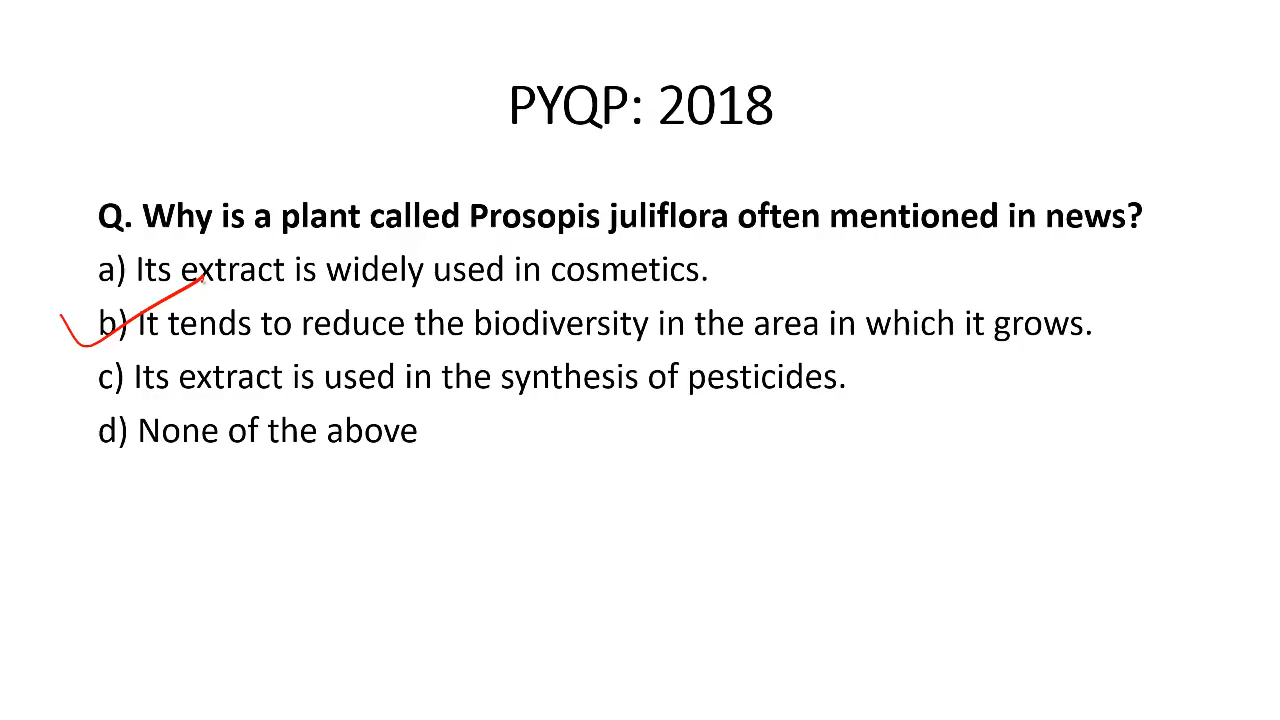 PYQP: 2018
Q. Why is a plant called Prosopis juliflora often mentioned in news?
a) Its extract is widely used in cosmetics.
b) It tends to reduce the biodiversity in the area in which it grows.
c) Its extract is used in the synthesis of pesticides.
d) None of the above